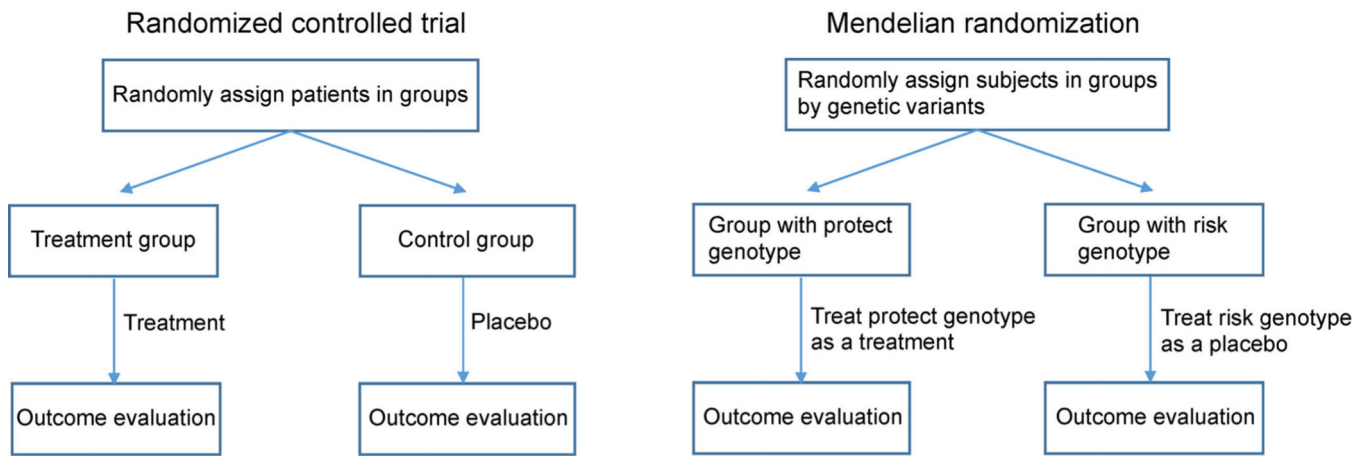 Randomized controlled trial
Randomly assign patients in groups
Treatment group
Control group
Treatment
Placebo
Outcome evaluation
Outcome evaluation
Mendelian randomization
Randomly assign subjects in groups
by genetic variants
Group with protect
genotype
Group with risk
genotype
Treat protect genotype
as a treatment
Treat risk genotype
as a placebo
Outcome evaluation
Outcome evaluation